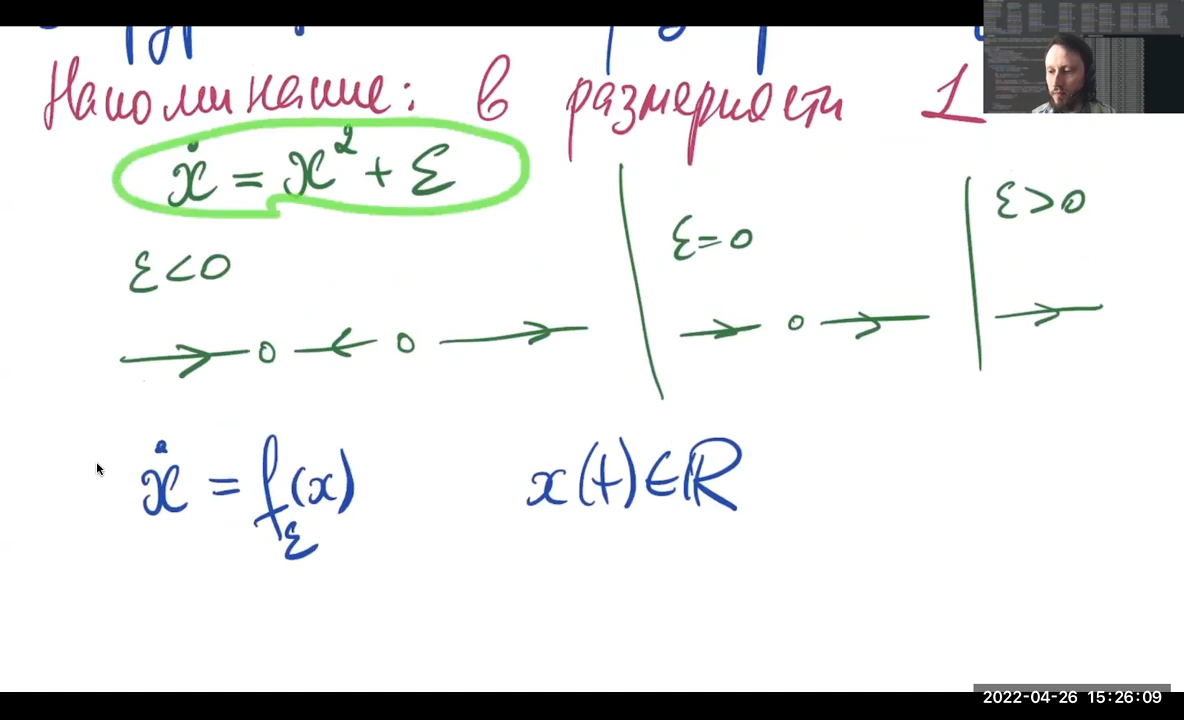 Напоминание: в размерности 1
ẋ = x² + ε
ε<0
ε=0
ε>0
ẋ = f_ε(x)
x(t)∈ℝ
2022-04-26 15:26:09